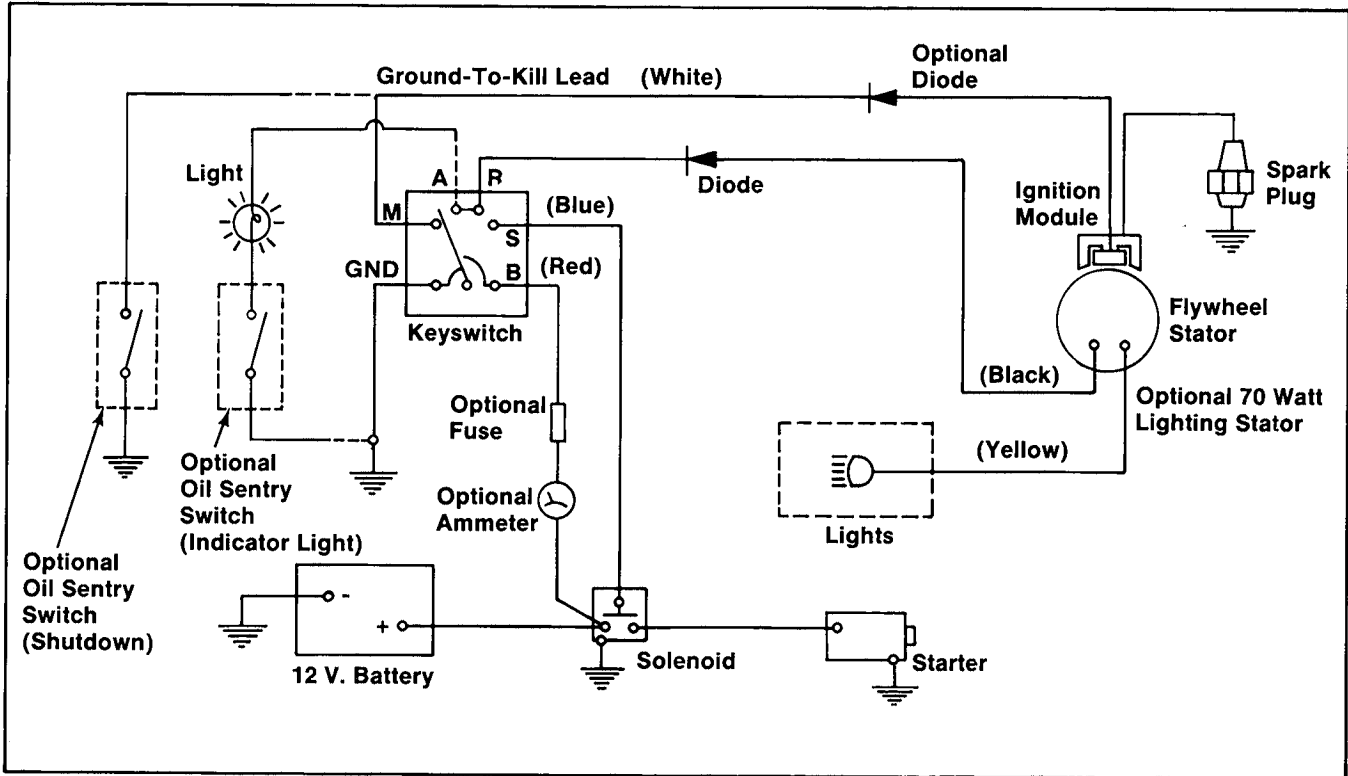 Optional
Diode
Ground-To-Kill Lead (White)
Light
A R
Diode
Ignition
Module
Spark
Plug
M
(Blue)
S
GND
B
(Red)
Keyswitch
Flywheel
Stator
(Black)
Optional 70 Watt
Lighting Stator
Optional
Fuse
(Yellow)
Optional
Oil Sentry
Switch
(Indicator Light)
Optional
Ammeter
Lights
Optional
Oil Sentry
Switch
(Shutdown)
-
+
12 V. Battery
Solenoid
Starter